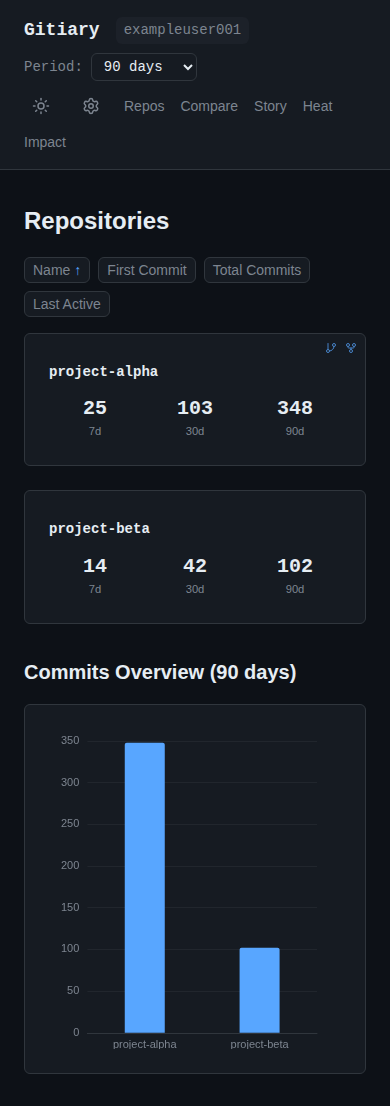 Gitiary exampleuser001
Period: 90 days
Repos Compare Story Heat
Impact
Repositories
Name ↑ First Commit Total Commits
Last Active
project-alpha
25 103 348
7d 30d 90d
project-beta
14 42 102
7d 30d 90d
Commits Overview (90 days)
350
300
250
200
150
100
50
0
project-alpha project-beta